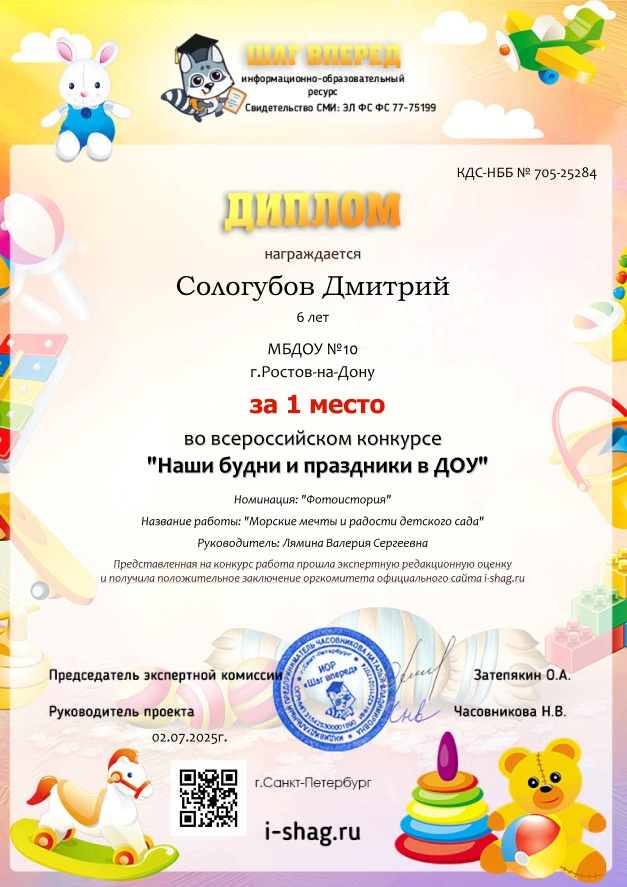 ШАГ ВПЕРЕД
информационно-образовательный
ресурс
Свидетельство СМИ: ЭЛ ФС ФС 77-75199
КДС-НББ № 705-25284
ДИПЛОМ
награждается
Сологубов Дмитрий
6 лет
МБДОУ №10
г.Ростов-на-Дону
за 1 место
во всероссийском конкурсе
"Наши будни и праздники в ДОУ"
Номинация: "Фотоистория"
Название работы: "Морские мечты и радости детского сада"
Руководитель: Лямина Валерия Сергеевна
Представленная на конкурс работа прошла экспертную редакционную оценку
и получила положительное заключение оргкомитета официального сайта i-shag.ru
Председатель экспертной комиссии
Затепякин О.А.
Руководитель проекта
Часовникова Н.В.
ИОР
«Шаг вперед»
02.07.2025г.
г.Санкт-Петербург
i-shag.ru